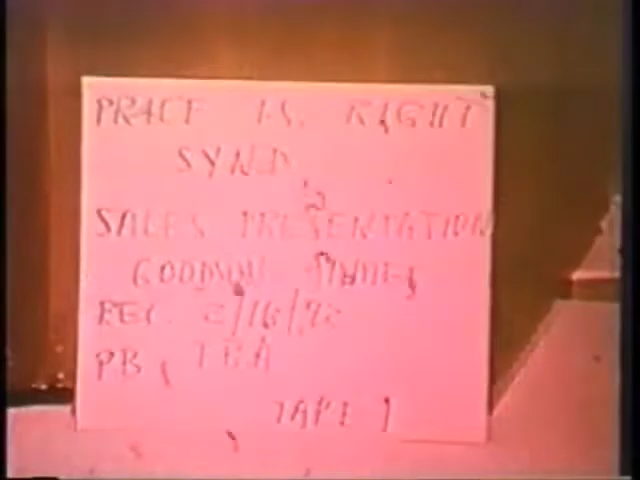 PRICE IS RIGHT
SYND.
SALES PRESENTATION
GOODSON
REC. 2/16/72
PB, TBA
TAPE 1